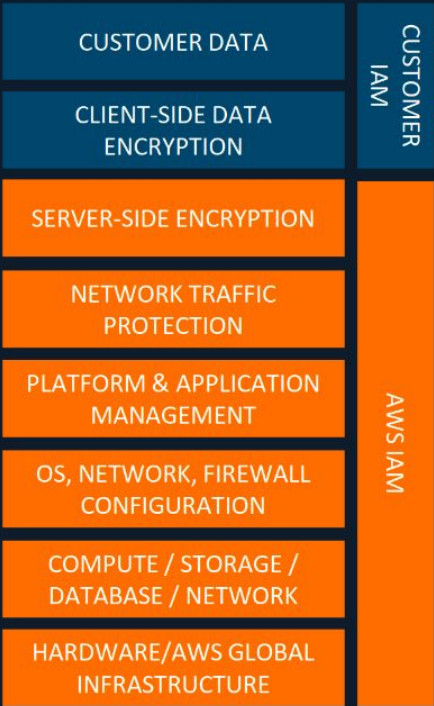 CUSTOMER DATA
CLIENT-SIDE DATA
ENCRYPTION
CUSTOMER
IAM
SERVER-SIDE ENCRYPTION
NETWORK TRAFFIC
PROTECTION
PLATFORM & APPLICATION
MANAGEMENT
OS, NETWORK, FIREWALL
CONFIGURATION
COMPUTE / STORAGE /
DATABASE / NETWORK
HARDWARE/AWS GLOBAL
INFRASTRUCTURE
AWS IAM